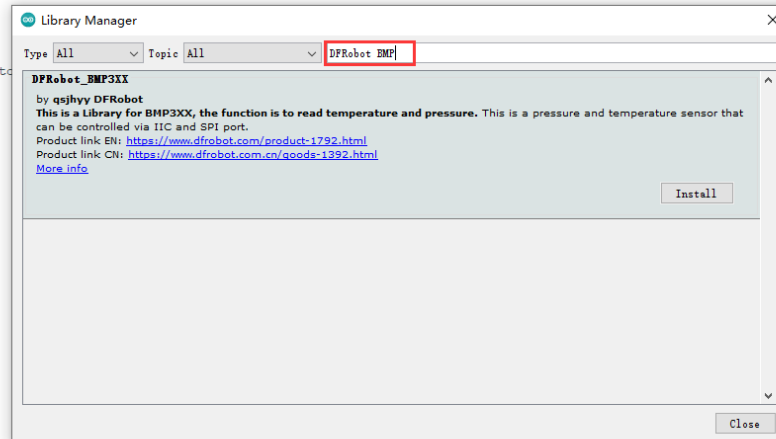 Library Manager
Type All Topic All DFRobot BMP
DFRobot_BMP3XX
by qsjhyy DFRobot
This is a Library for BMP3XX, the function is to read temperature and pressure. This is a pressure and temperature sensor that
can be controlled via IIC and SPI port.
Product link EN: https://www.dfrobot.com/product-1792.html
Product link CN: https://www.dfrobot.com.cn/goods-1392.html
More info
Install
Close